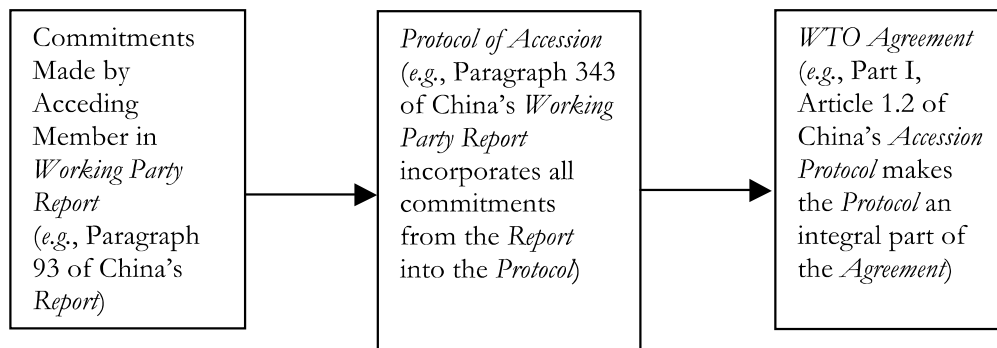 Commitments
Made by
Acceding
Member in
Working Party
Report
(e.g., Paragraph
93 of China’s
Report)
Protocol of Accession
(e.g., Paragraph 343
of China’s Working
Party Report
incorporates all
commitments
from the Report
into the Protocol)
WTO Agreement
(e.g., Part I,
Article 1.2 of
China’s Accession
Protocol makes
the Protocol an
integral part of
the Agreement)